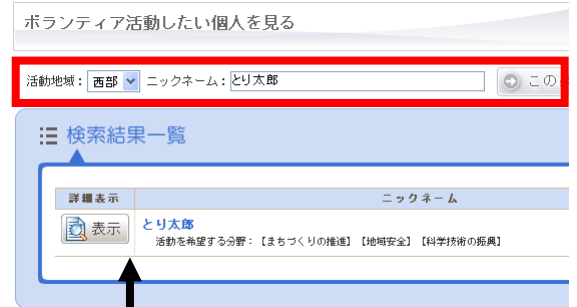 ボランティア活動したい個人を見る
活動地域： 西部 ニックネーム：とり太郎 この
検索結果一覧
詳細表示 ニックネーム
表示 とり太郎
活動を希望する分野：【まちづくりの推進】【地域安全】【科学技術の振興】